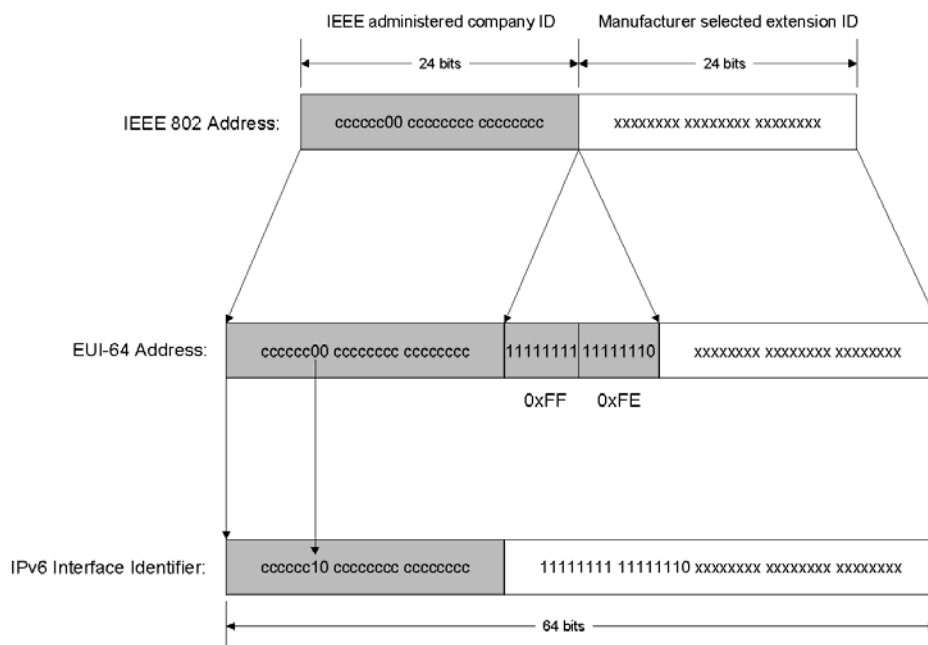 IEEE administered company ID
Manufacturer selected extension ID
24 bits
24 bits
IEEE 802 Address:
cccccc00 cccccccc cccccccc
xxxxxxxx xxxxxxxx xxxxxxxx
EUI-64 Address:
cccccc00 cccccccc cccccccc
11111111
11111110
xxxxxxxx xxxxxxxx xxxxxxxx
0xFF
0xFE
IPv6 Interface Identifier:
cccccc10 cccccccc cccccccc
11111111 11111110 xxxxxxxx xxxxxxxx xxxxxxxx
64 bits